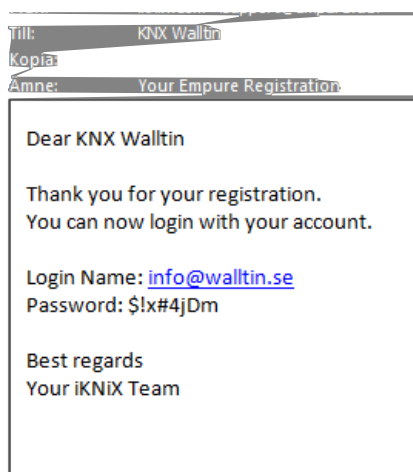 Till: KNX Walltin
Kopia:
Ämne: Your Empure Registration
Dear KNX Walltin
Thank you for your registration.
You can now login with your account.
Login Name: info@walltin.se
Password: $!x#4jDm
Best regards
Your iKNiX Team